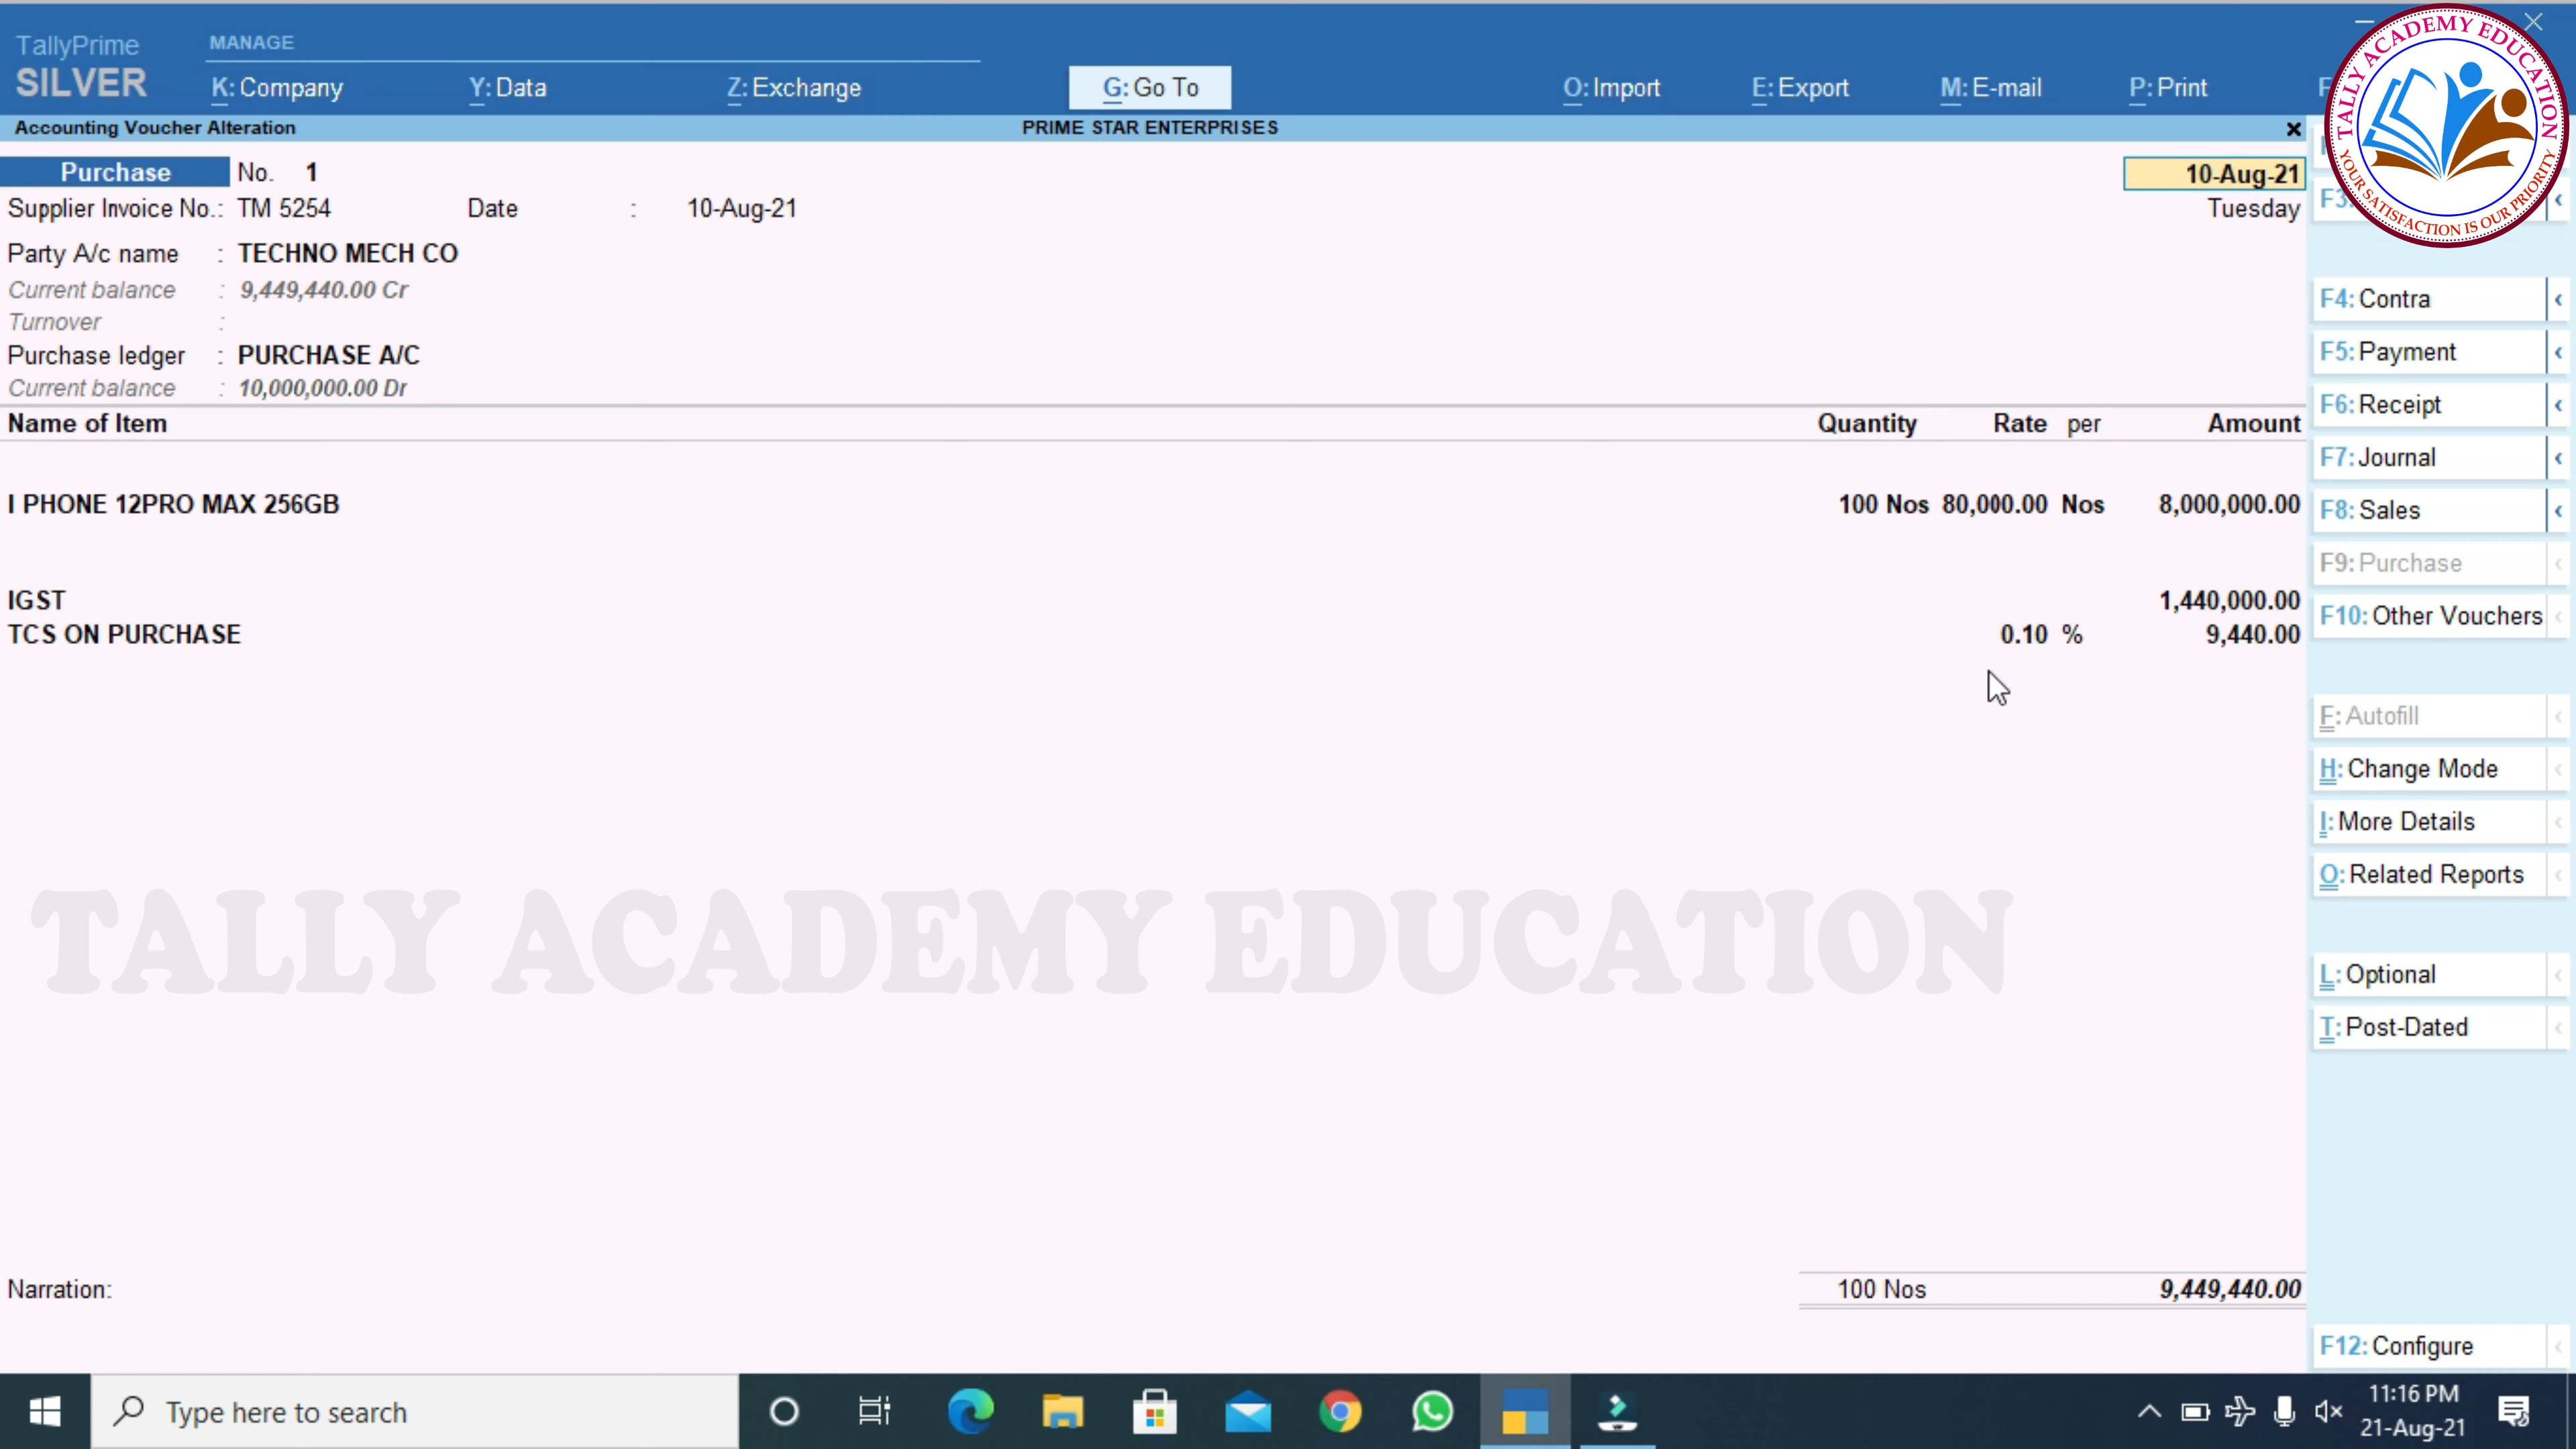 TallyPrime
SILVER
MANAGE
K: Company
Y: Data
Z: Exchange
G: Go To
O: Import
E: Export
M: E-mail
P: Print
TALLY ACADEMY EDUCATION
YOUR SATISFACTION IS OUR PRIORITY
Accounting Voucher Alteration
PRIME STAR ENTERPRISES
Purchase No. 1
10-Aug-21
Supplier Invoice No.: TM 5254 Date : 10-Aug-21
Tuesday
Party A/c name : TECHNO MECH CO
Current balance : 9,449,440.00 Cr
Turnover :
Purchase ledger : PURCHASE A/C
Current balance : 10,000,000.00 Dr
Name of Item Quantity Rate per Amount
I PHONE 12PRO MAX 256GB 100 Nos 80,000.00 Nos 8,000,000.00
IGST 1,440,000.00
TCS ON PURCHASE 0.10 % 9,440.00
TALLY ACADEMY EDUCATION
Narration: 100 Nos 9,449,440.00
F3:
F4: Contra
F5: Payment
F6: Receipt
F7: Journal
F8: Sales
F9: Purchase
F10: Other Vouchers
F: Autofill
H: Change Mode
I: More Details
O: Related Reports
L: Optional
T: Post-Dated
F12: Configure
Type here to search
11:16 PM
21-Aug-21